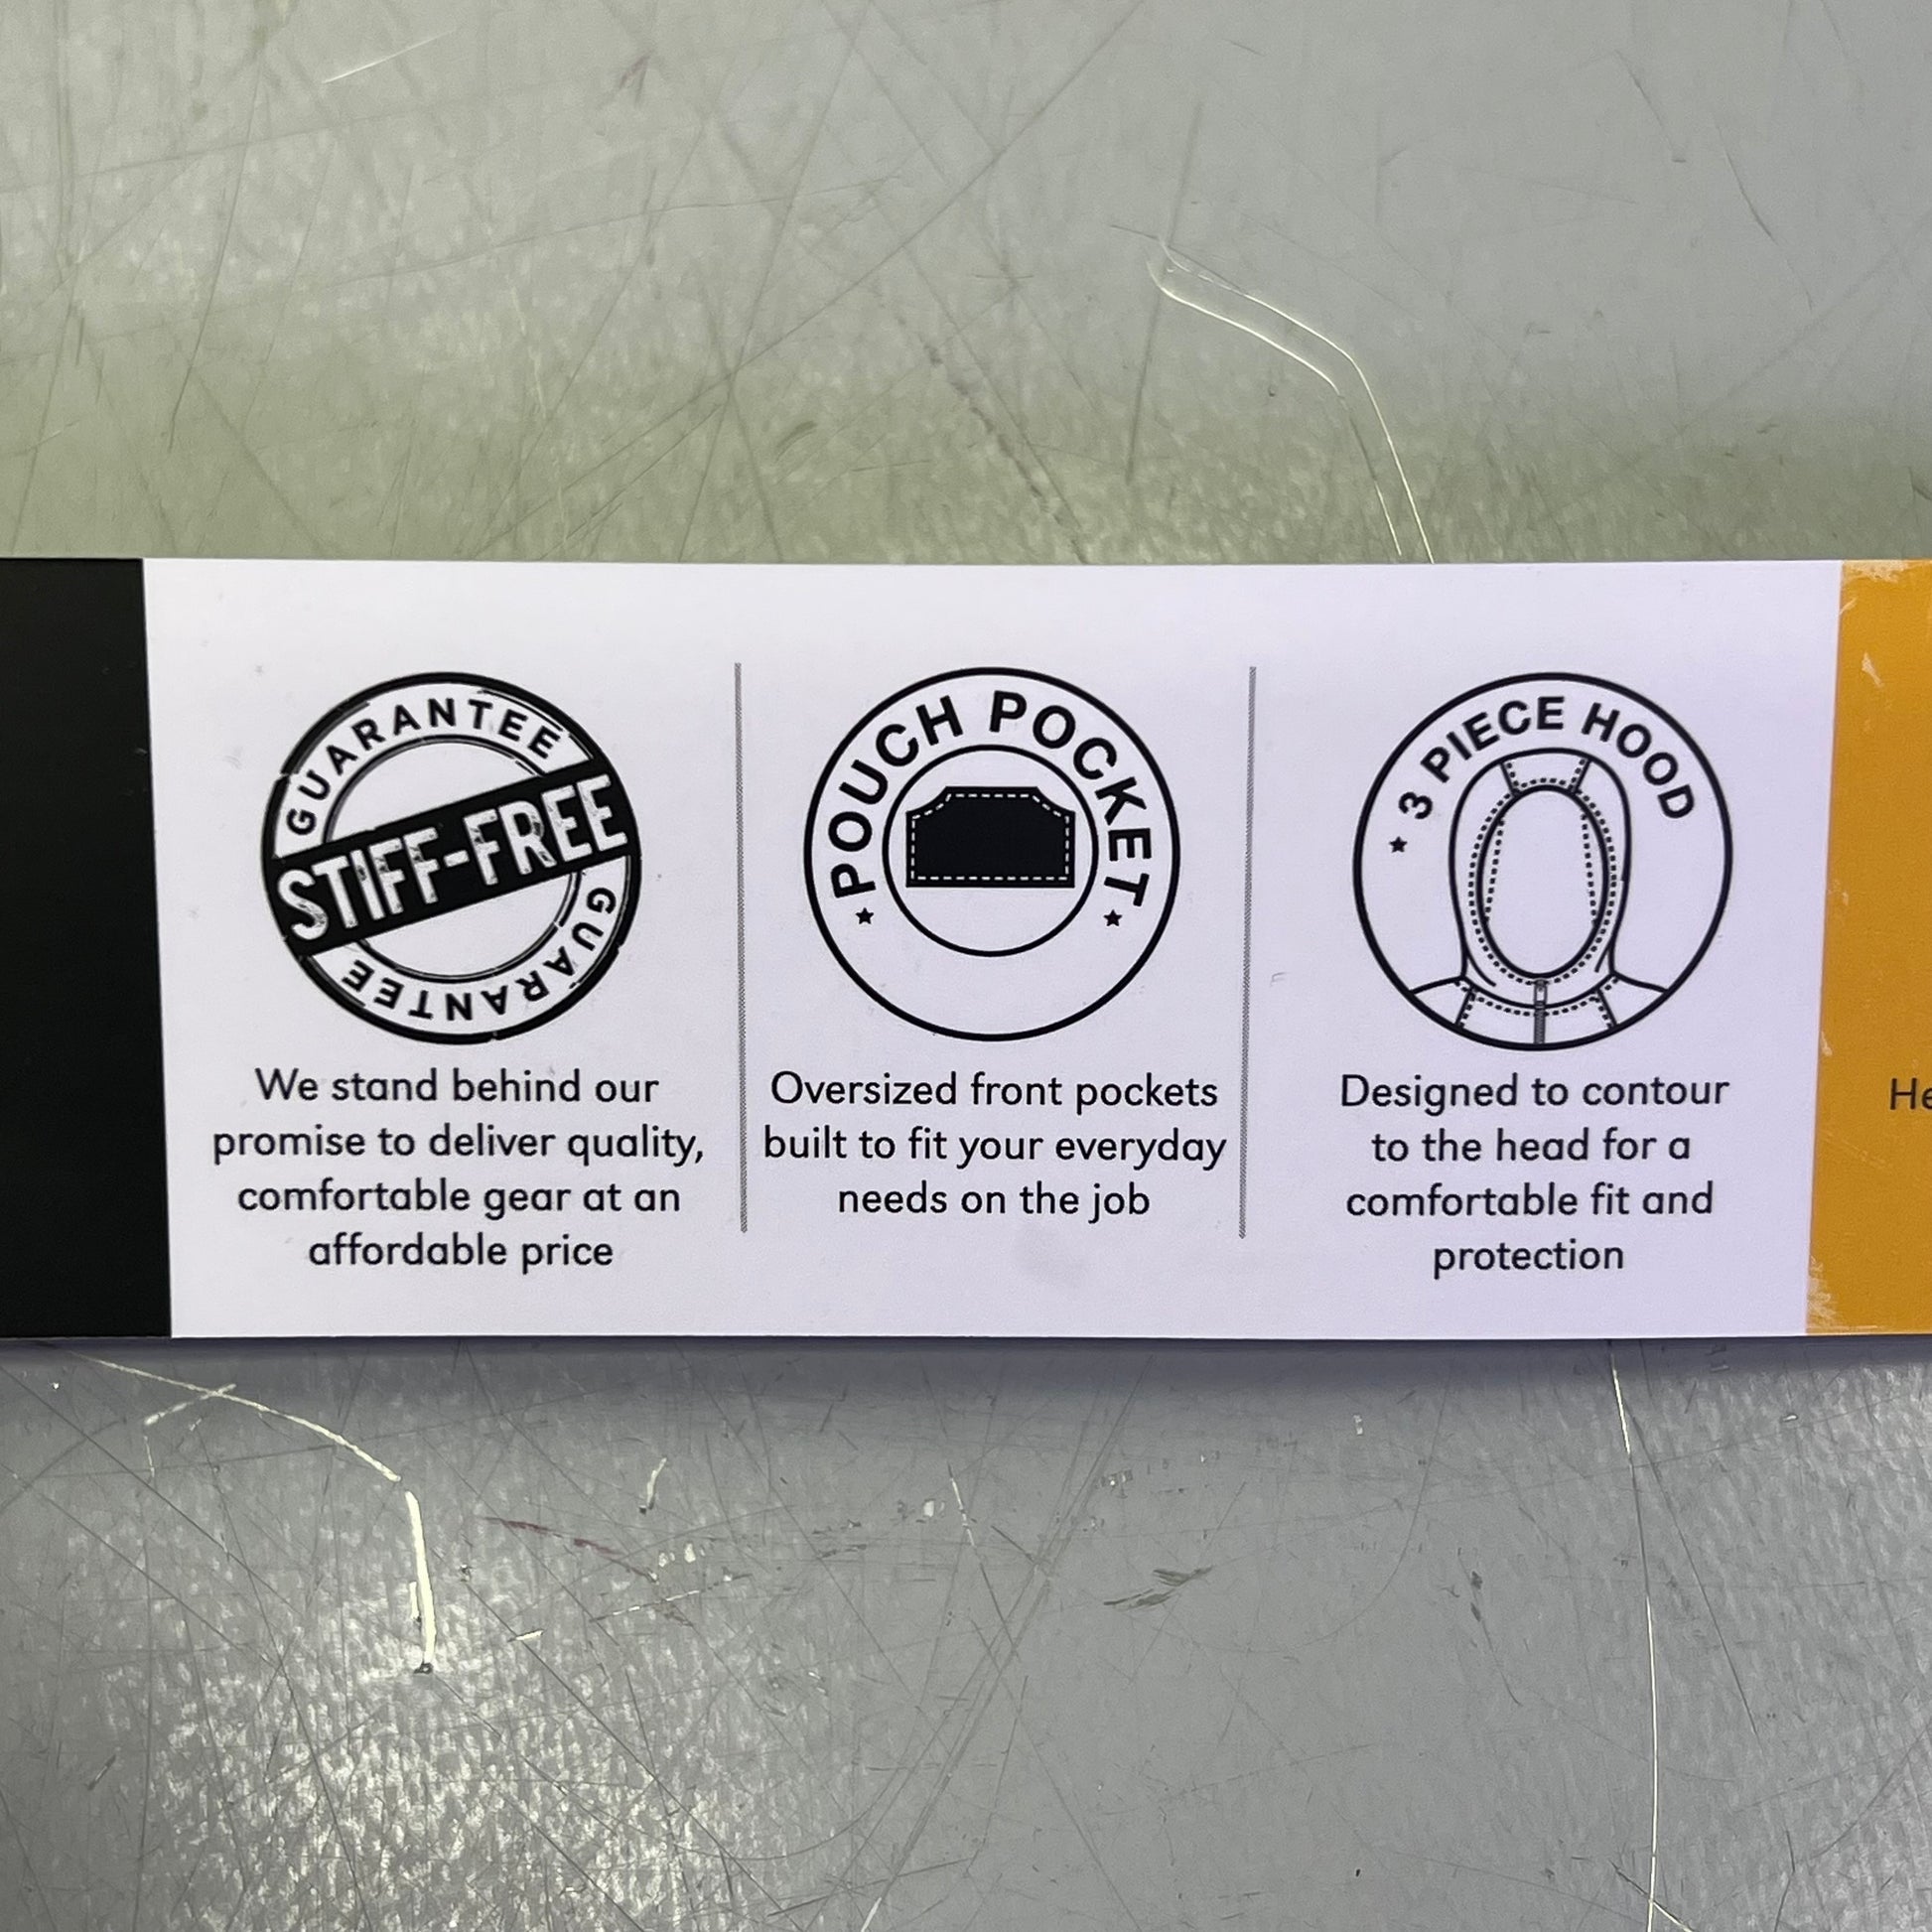 GUARANTEE
STIFF-FREE
GUARANTEE
We stand behind our
promise to deliver quality,
comfortable gear at an
affordable price
POUCH POCKET
Oversized front pockets
built to fit your everyday
needs on the job
3 PIECE HOOD
Designed to contour
to the head for a
comfortable fit and
protection